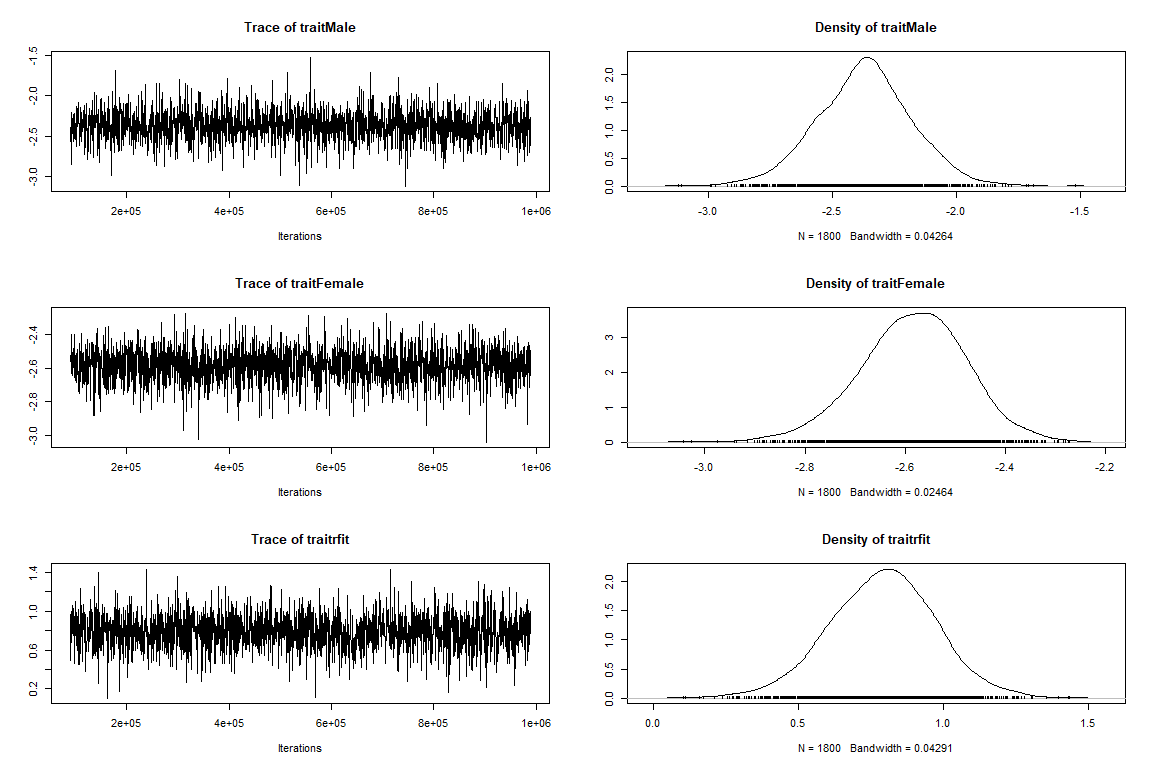 Trace of traitMale
-1.5
-2.0
-2.5
-3.0
2e+05 4e+05 6e+05 8e+05 1e+06
Iterations
Density of traitMale
2.0
1.5
1.0
0.5
0.0
-3.0 -2.5 -2.0 -1.5
N = 1800 Bandwidth = 0.04264
Trace of traitFemale
-2.4
-2.6
-2.8
-3.0
2e+05 4e+05 6e+05 8e+05 1e+06
Iterations
Density of traitFemale
3
2
1
0
-3.0 -2.8 -2.6 -2.4 -2.2
N = 1800 Bandwidth = 0.02464
Trace of traitrfit
1.4
1.0
0.6
0.2
2e+05 4e+05 6e+05 8e+05 1e+06
Iterations
Density of traitrfit
2.0
1.5
1.0
0.5
0.0
0.0 0.5 1.0 1.5
N = 1800 Bandwidth = 0.04291